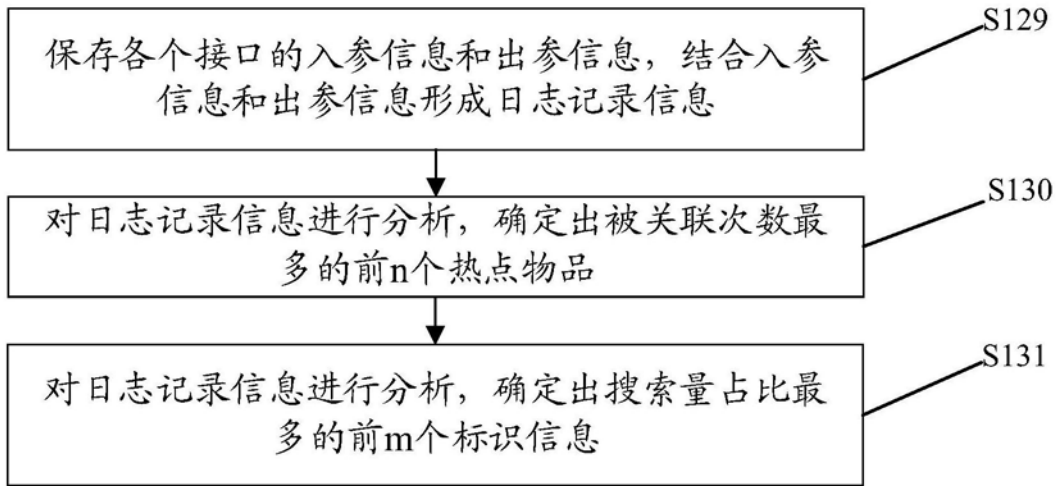 S129
保存各个接口的入参信息和出参信息，结合入参
信息和出参信息形成日志记录信息
S130
对日志记录信息进行分析，确定出被关联次数最
多的前n个热点物品
S131
对日志记录信息进行分析，确定出搜索量占比最
多的前m个标识信息